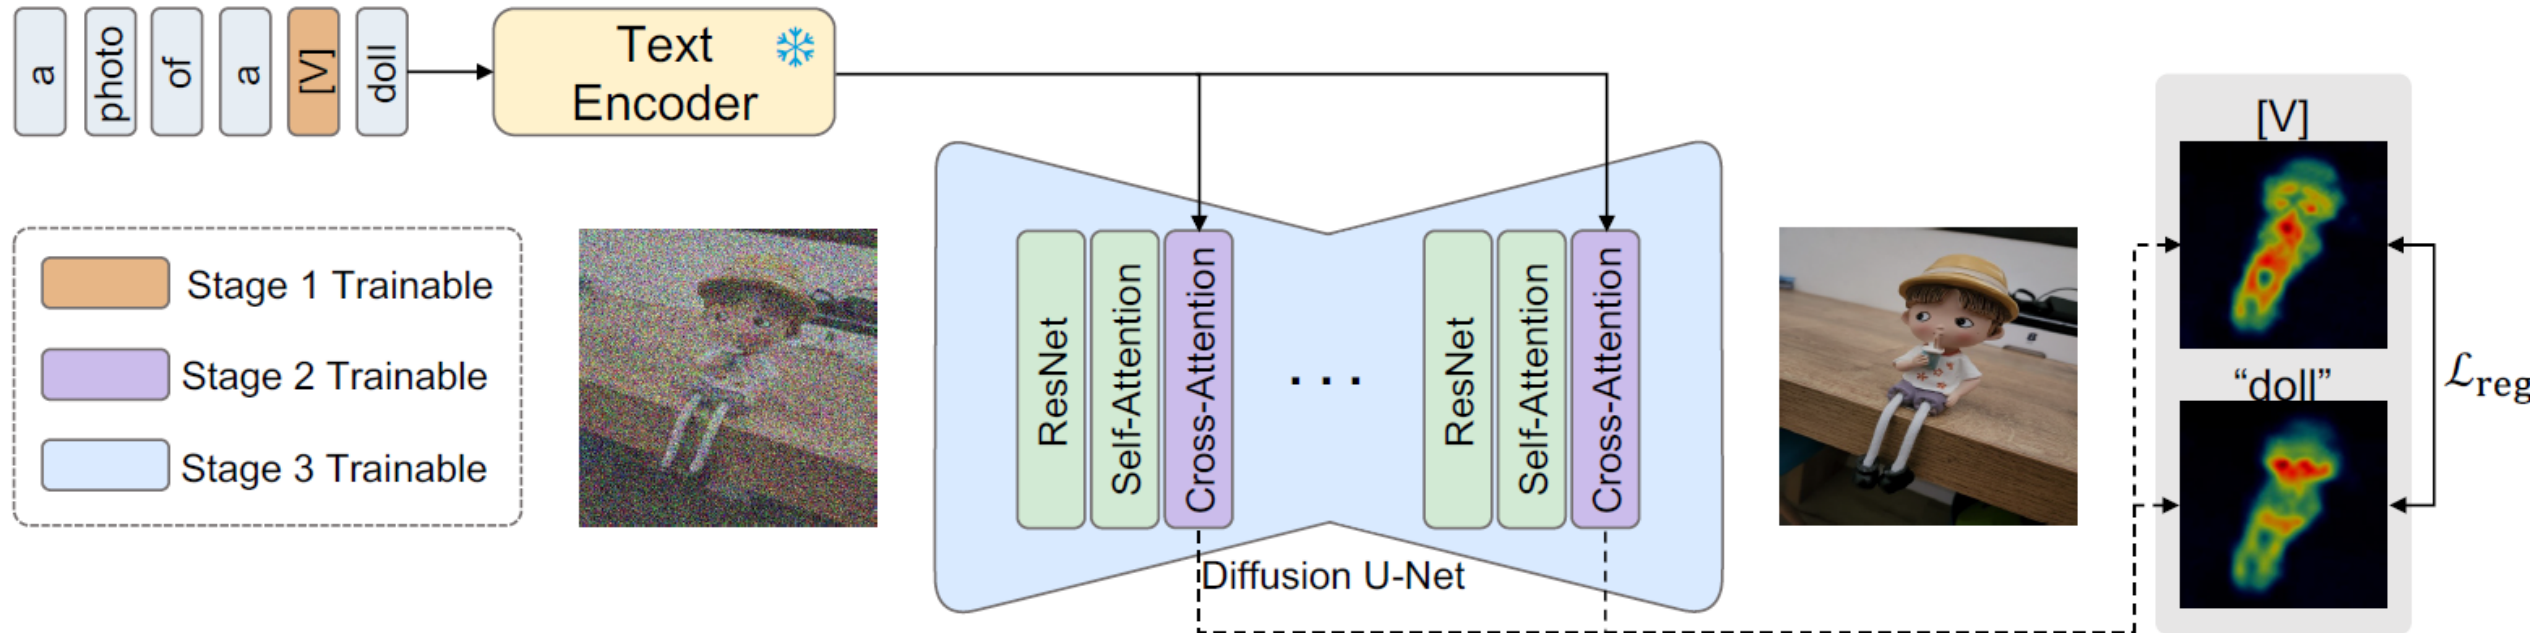 a
photo
of
a
[V]
doll
Text
Encoder
Stage 1 Trainable
Stage 2 Trainable
Stage 3 Trainable
ResNet
Self-Attention
Cross-Attention
. . .
ResNet
Self-Attention
Cross-Attention
Diffusion U-Net
[V]
“doll”
ℒreg